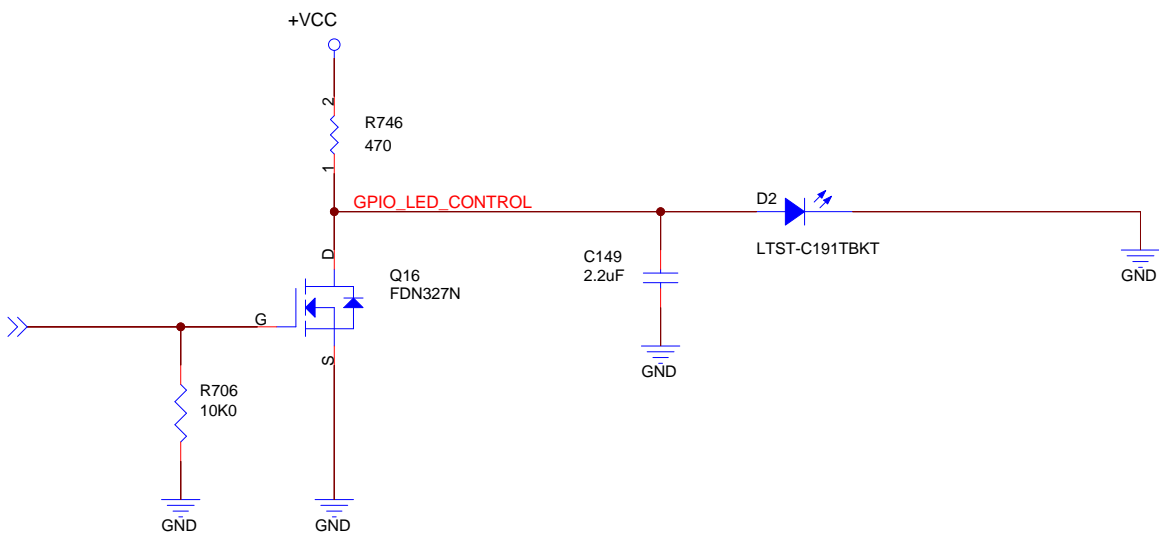 +VCC
2
R746
470
1
GPIO_LED_CONTROL
D2
LTST-C191TBKT
D
C149
2.2uF
GND
Q16
FDN327N
G
S
GND
R706
10K0
GND
GND